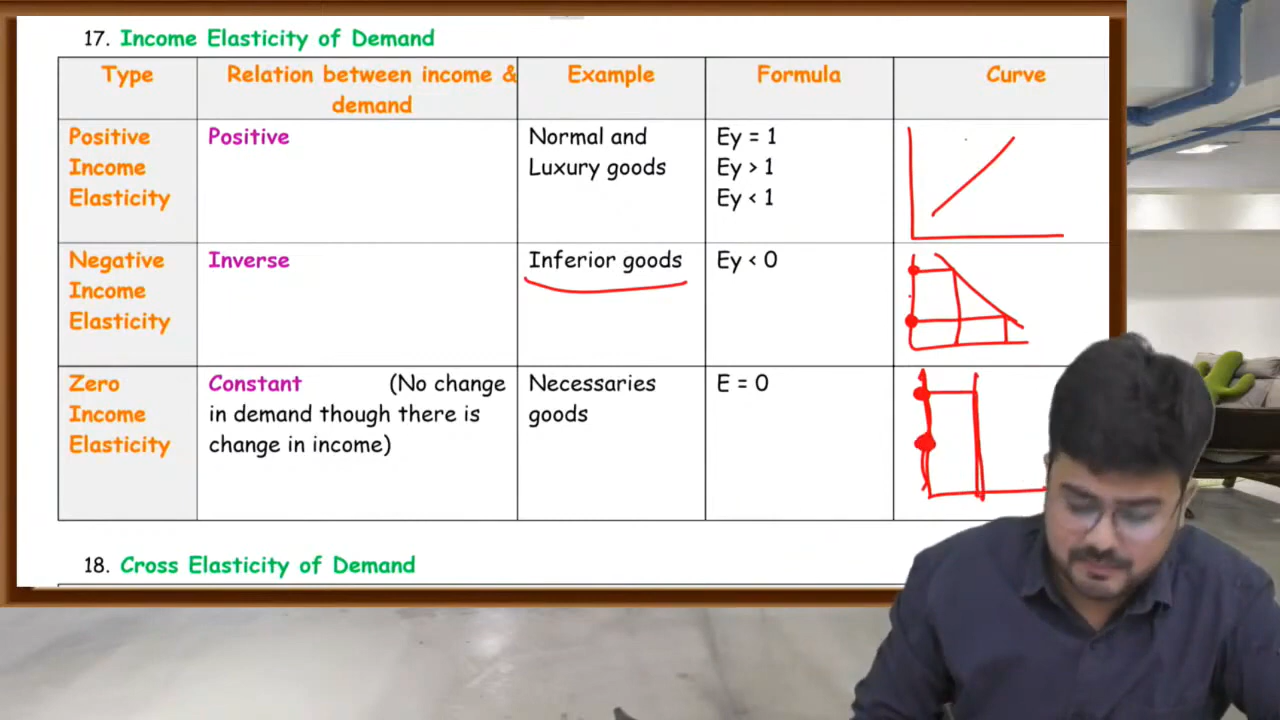 17. Income Elasticity of Demand
Type
Relation between income &
demand
Example
Formula
Curve
Positive
Income
Elasticity
Positive
Normal and
Luxury goods
Ey = 1
Ey > 1
Ey < 1
Negative
Income
Elasticity
Inverse
Inferior goods
Ey < 0
Zero
Income
Elasticity
Constant (No change
in demand though there is
change in income)
Necessaries
goods
E = 0
18. Cross Elasticity of Demand